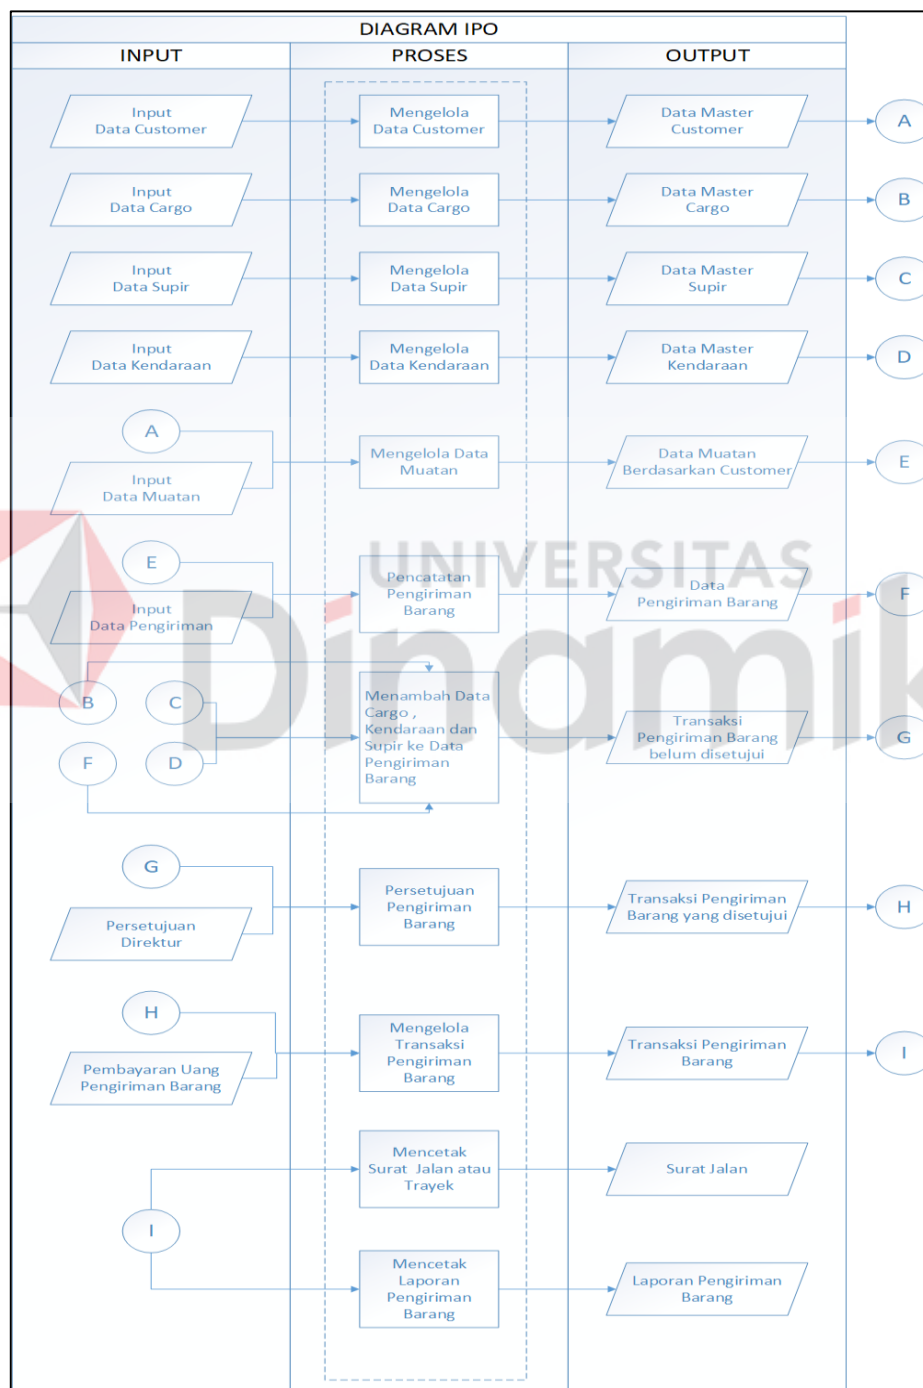 DIAGRAM IPO
INPUT
PROSES
OUTPUT
Input
Data Customer
Mengelola
Data Customer
Data Master
Customer
A
Input
Data Cargo
Mengelola
Data Cargo
Data Master
Cargo
B
Input
Data Supir
Mengelola
Data Supir
Data Master
Supir
C
Input
Data Kendaraan
Mengelola
Data Kendaraan
Data Master
Kendaraan
D
A
Input
Data Muatan
Mengelola Data
Muatan
Data Muatan
Berdasarkan Customer
E
E
Input
Data Pengiriman
Pencatatan
Pengiriman
Barang
Data
Pengiriman Barang
F
UNIVERSITAS
Dinamik
B
C
F
D
Menambah Data
Cargo ,
Kendaraan dan
Supir ke Data
Pengiriman
Barang
Transaksi
Pengiriman Barang
belum disetujui
G
G
Persetujuan
Direktur
Persetujuan
Pengiriman
Barang
Transaksi Pengiriman
Barang yang disetujui
H
H
Pembayaran Uang
Pengiriman Barang
Mengelola
Transaksi
Pengiriman
Barang
Transaksi Pengiriman
Barang
I
I
Mencetak
Surat Jalan atau
Trayek
Surat Jalan
Mencetak
Laporan
Pengiriman
Barang
Laporan Pengiriman
Barang